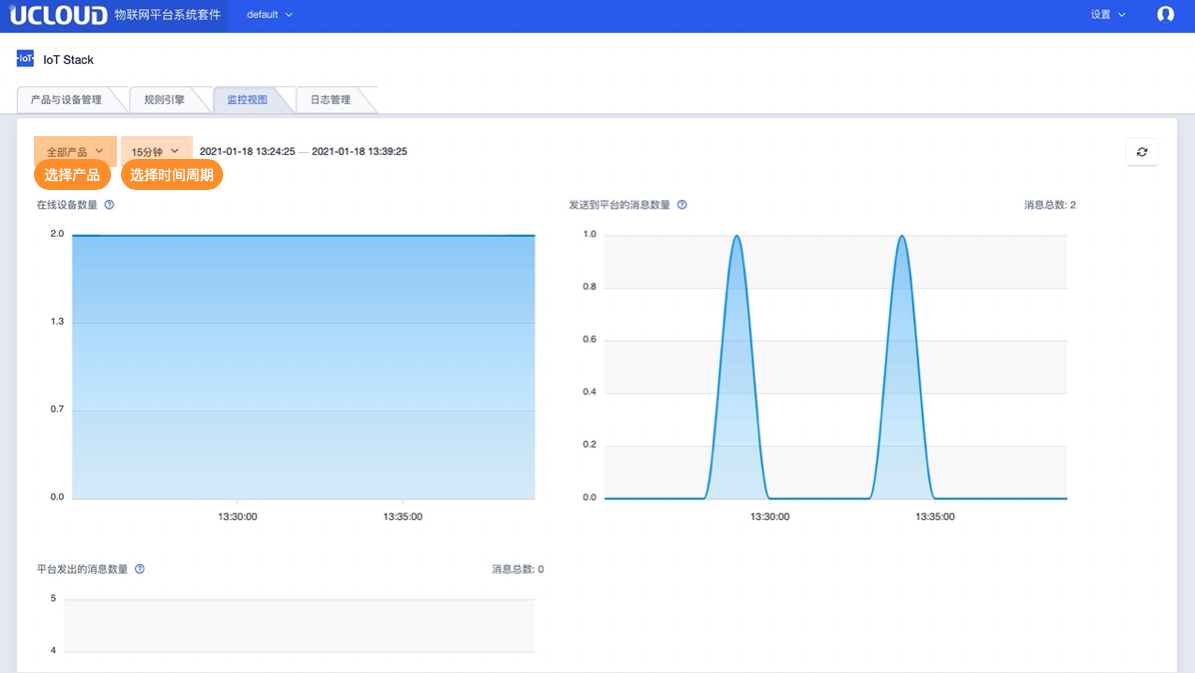 UCLOUD 物联网平台系统套件 default 设置
IoT IoT Stack
产品与设备管理 规则引擎 监控视图 日志管理
全部产品 15分钟 2021-01-18 13:24:25 — 2021-01-18 13:39:25
选择产品 选择时间周期
在线设备数量 ?
2.0
1.3
0.7
0.0
13:30:00 13:35:00
发送到平台的消息数量 ? 消息总数: 2
1.0
0.8
0.6
0.4
0.2
0.0
13:30:00 13:35:00
平台发出的消息数量 ? 消息总数: 0
5
4